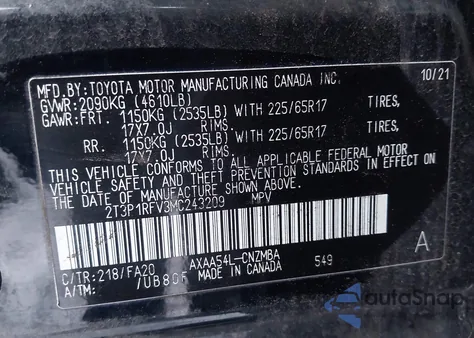 MFD.BY:TOYOTA MOTOR MANUFACTURING CANADA INC. 10/21
GVWR:2090KG (4610LB)
GAWR:FRT. 1150KG (2535LB) WITH 225/65R17 TIRES,
17X7.0J RIMS.
RR. 1150KG (2535LB) WITH 225/65R17 TIRES,
17X7.0J RIMS.
THIS VEHICLE CONFORMS TO ALL APPLICABLE FEDERAL MOTOR
VEHICLE SAFETY AND THEFT PREVENTION STANDARDS IN EFFECT ON
THE DATE OF MANUFACTURE SHOWN ABOVE.
2T3P1RFV3MC243209 MPV
C/TR:218/FA20 AXAA54L-CNZMBA A
A/TM: /UB80F MADE IN CANADA 549
autoSnap